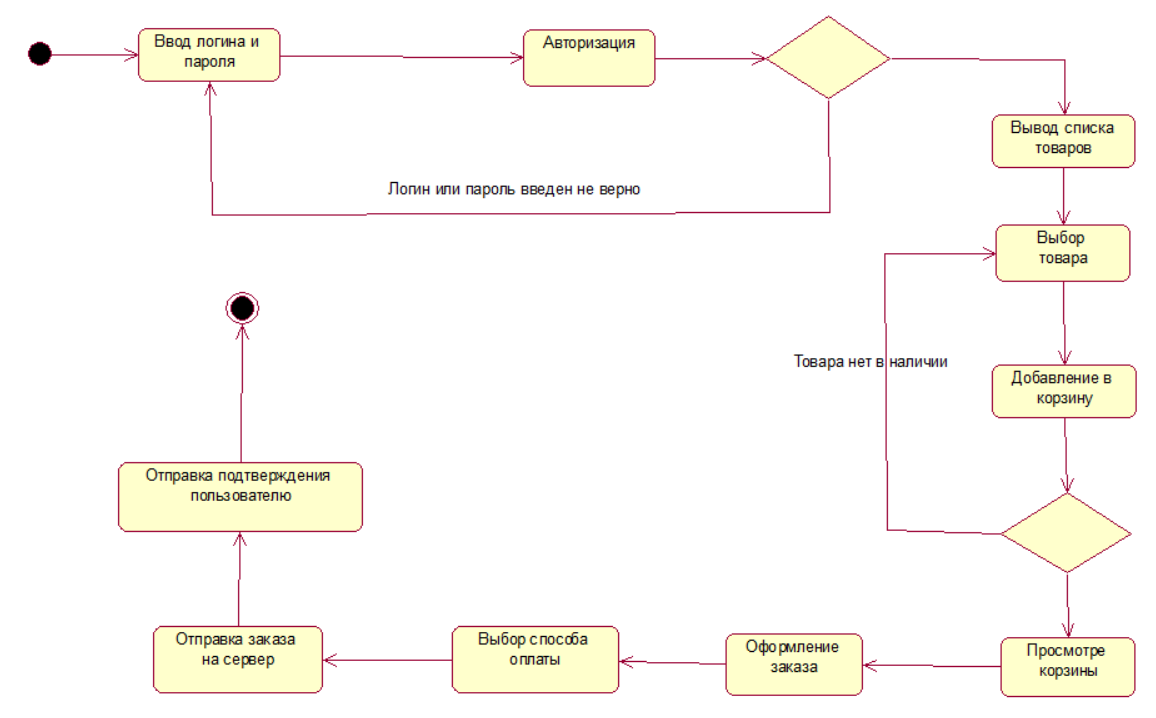 Ввод логина и
пароля
Авторизация
Вывод списка
товаров
Логин или пароль введен не верно
Выбор
товара
Товара нет в наличии
Добавление в
корзину
Просмотре
корзины
Оформление
заказа
Выбор способа
оплаты
Отправка заказа
на сервер
Отправка подтверждения
пользователю